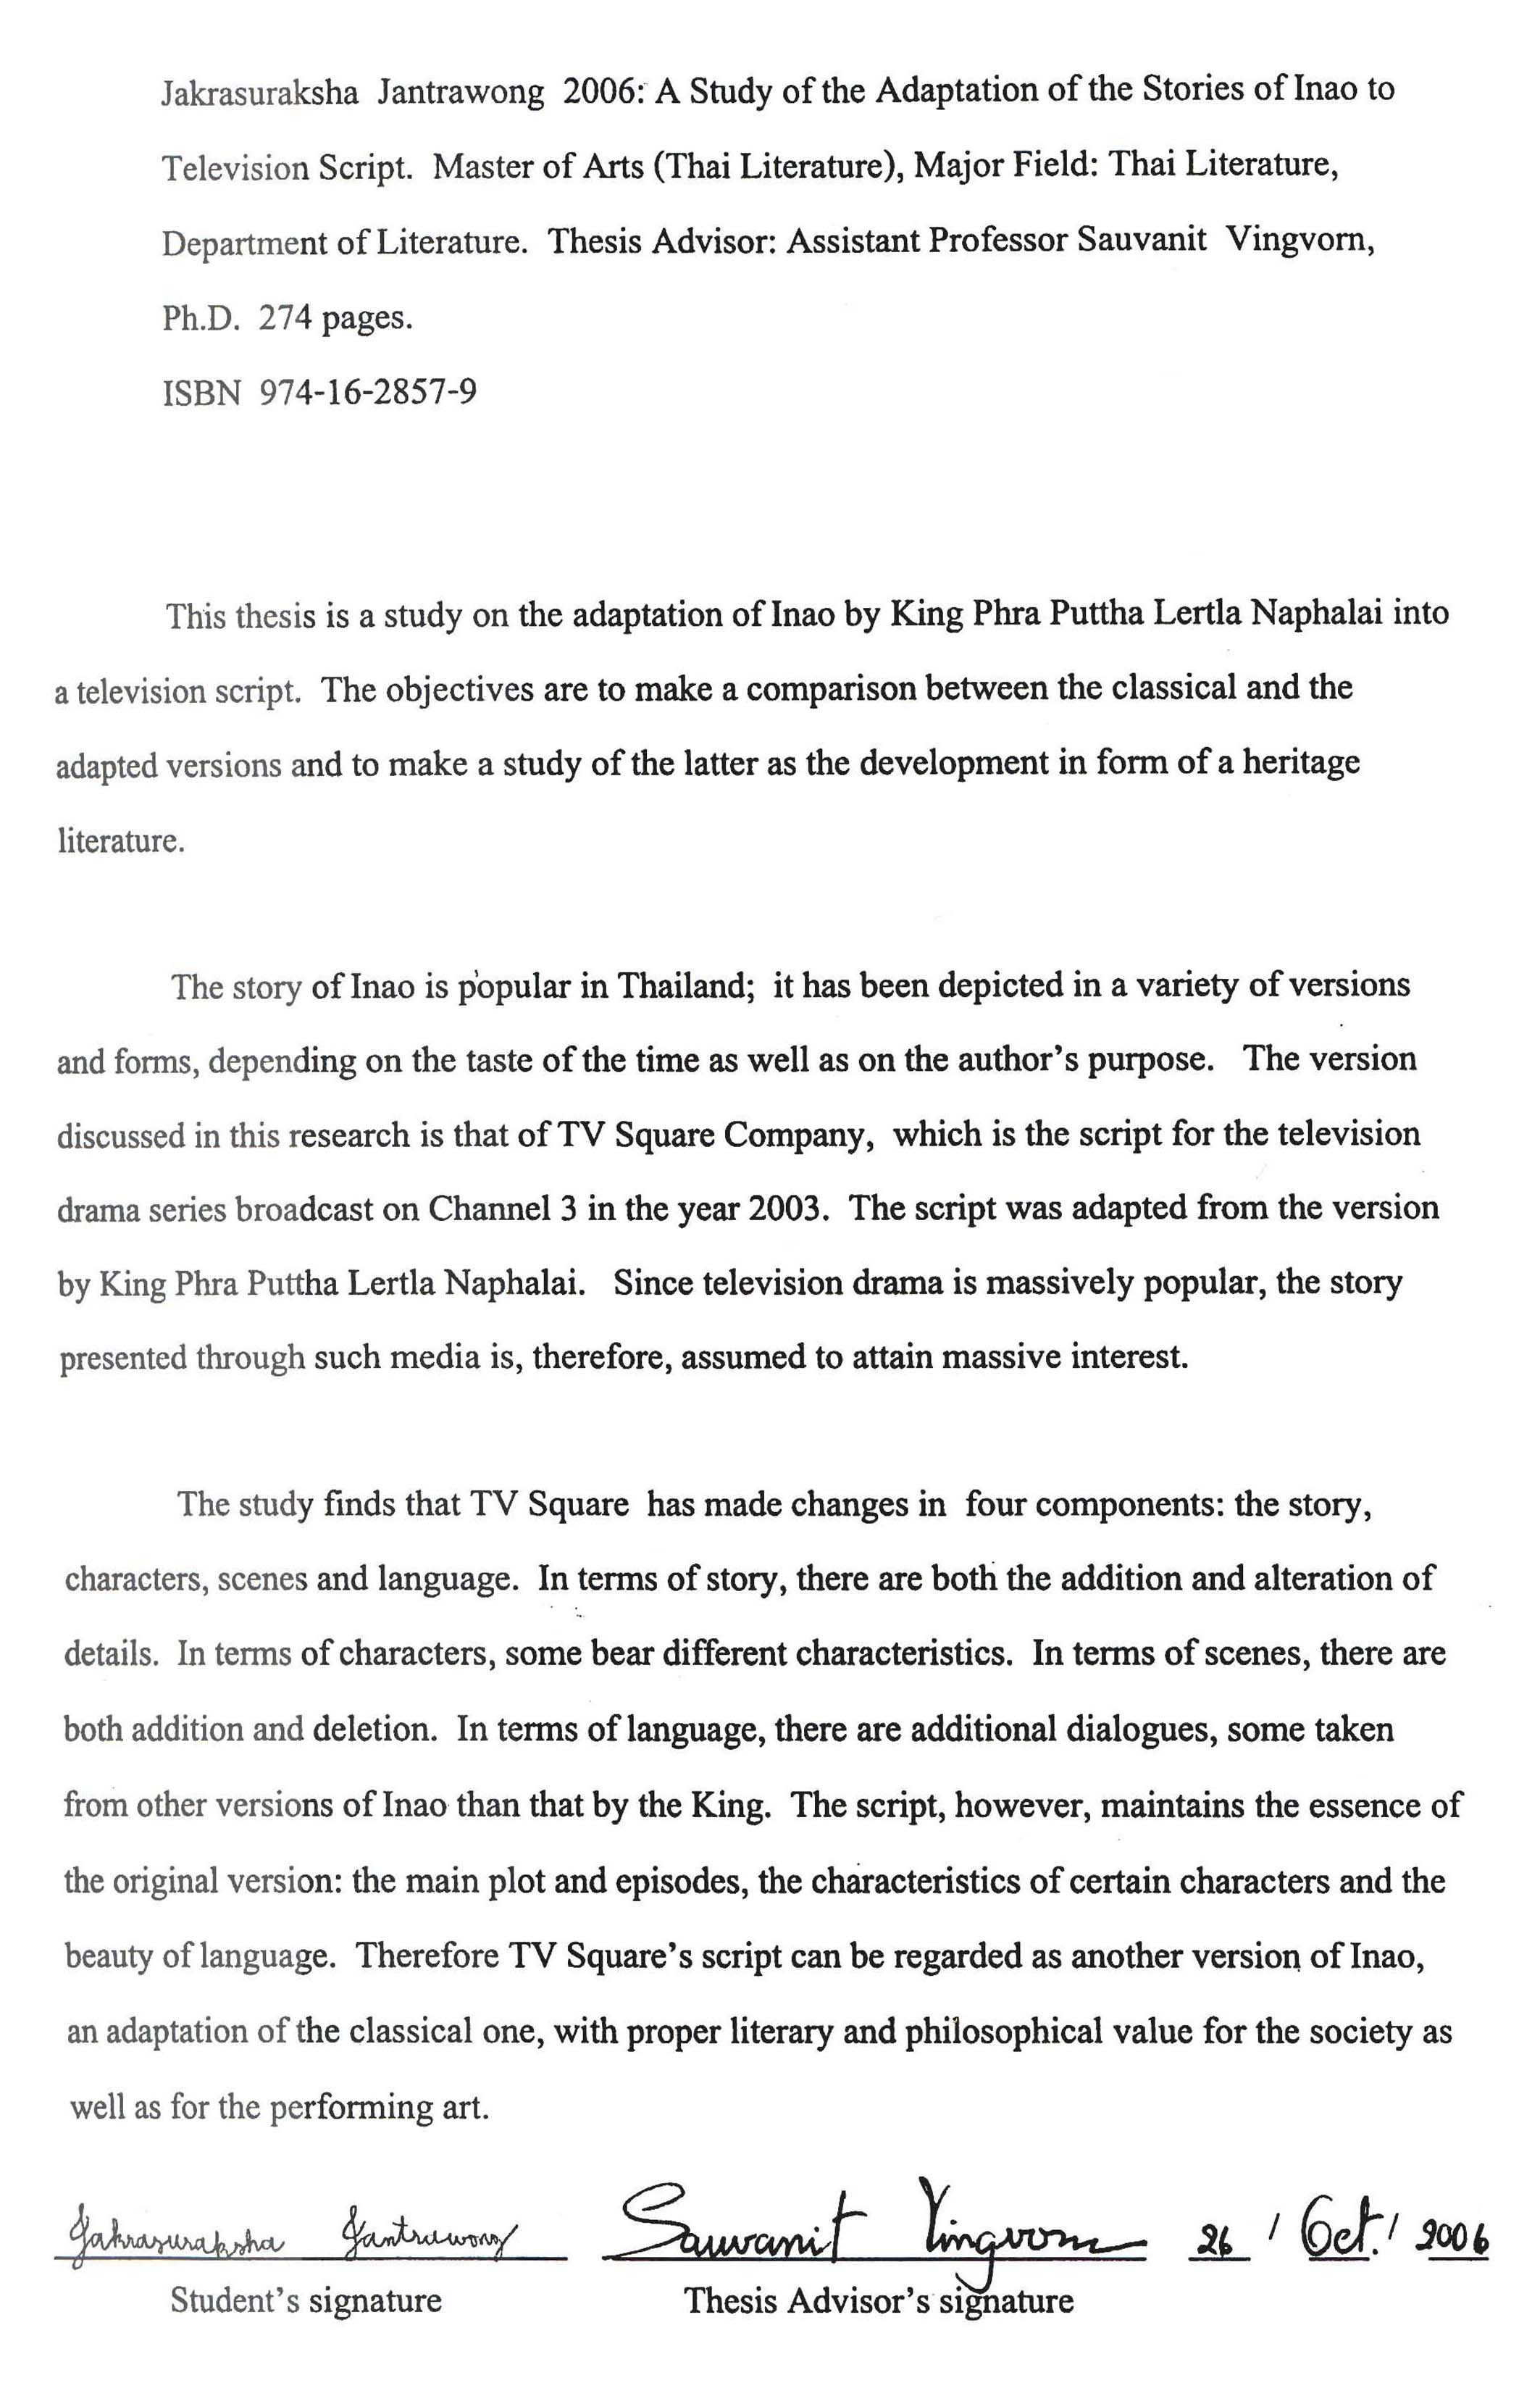 Jakrasuraksha Jantrawong 2006: A Study of the Adaptation of the Stories of Inao to
Television Script. Master of Arts (Thai Literature), Major Field: Thai Literature,
Department of Literature. Thesis Advisor: Assistant Professor Sauvanit Vingvorn,
Ph.D. 274 pages.
ISBN 974-16-2857-9
This thesis is a study on the adaptation of Inao by King Phra Puttha Lertla Naphalai into
a television script. The objectives are to make a comparison between the classical and the
adapted versions and to make a study of the latter as the development in form of a heritage
literature.
The story of Inao is popular in Thailand; it has been depicted in a variety of versions
and forms, depending on the taste of the time as well as on the author's purpose. The version
discussed in this research is that of TV Square Company, which is the script for the television
drama series broadcast on Channel 3 in the year 2003. The script was adapted from the version
by King Phra Puttha Lertla Naphalai. Since television drama is massively popular, the story
presented through such media is, therefore, assumed to attain massive interest.
The study finds that TV Square has made changes in four components: the story,
characters, scenes and language. In terms of story, there are both the addition and alteration of
details. In terms of characters, some bear different characteristics. In terms of scenes, there are
both addition and deletion. In terms of language, there are additional dialogues, some taken
from other versions of Inao than that by the King. The script, however, maintains the essence of
the original version: the main plot and episodes, the characteristics of certain characters and the
beauty of language. Therefore TV Square's script can be regarded as another version of Inao,
an adaptation of the classical one, with proper literary and philosophical value for the society as
well as for the performing art.
Jakrasuraksha Jantrawong Sauvanit Vingvorn 26 / Oct. / 2006
Student's signature Thesis Advisor's signature